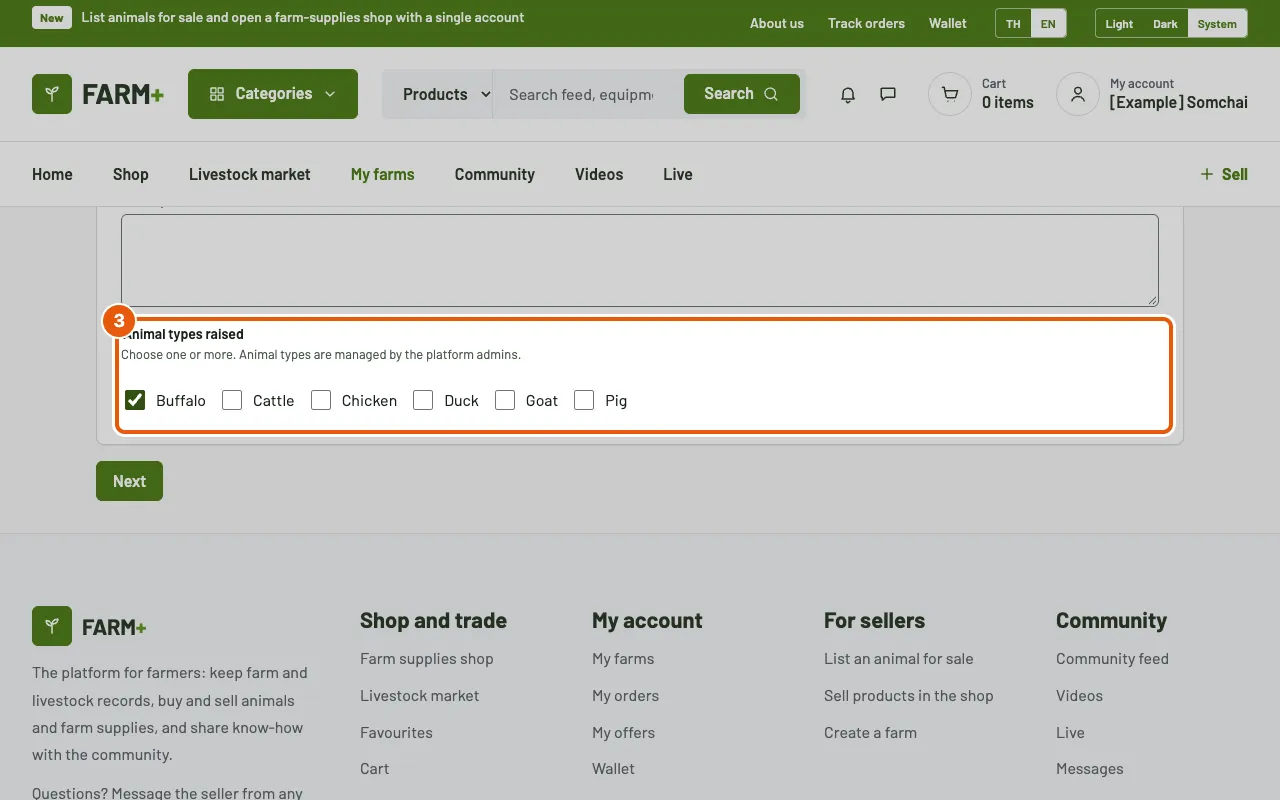 New List animals for sale and open a farm-supplies shop with a single account
About us Track orders Wallet TH EN Light Dark System
FARM+ Categories Products Search feed, equipm Search
Cart
0 items
My account
[Example] Somchai
Home Shop Livestock market My farms Community Videos Live + Sell
3
Animal types raised
Choose one or more. Animal types are managed by the platform admins.
Buffalo Cattle Chicken Duck Goat Pig
Next
FARM+
The platform for farmers: keep farm and
livestock records, buy and sell animals
and farm supplies, and share know-how
with the community.
Questions? Message the seller from any
Shop and trade
Farm supplies shop
Livestock market
Favourites
Cart
My account
My farms
My orders
My offers
Wallet
For sellers
List an animal for sale
Sell products in the shop
Create a farm
Community
Community feed
Videos
Live
Messages